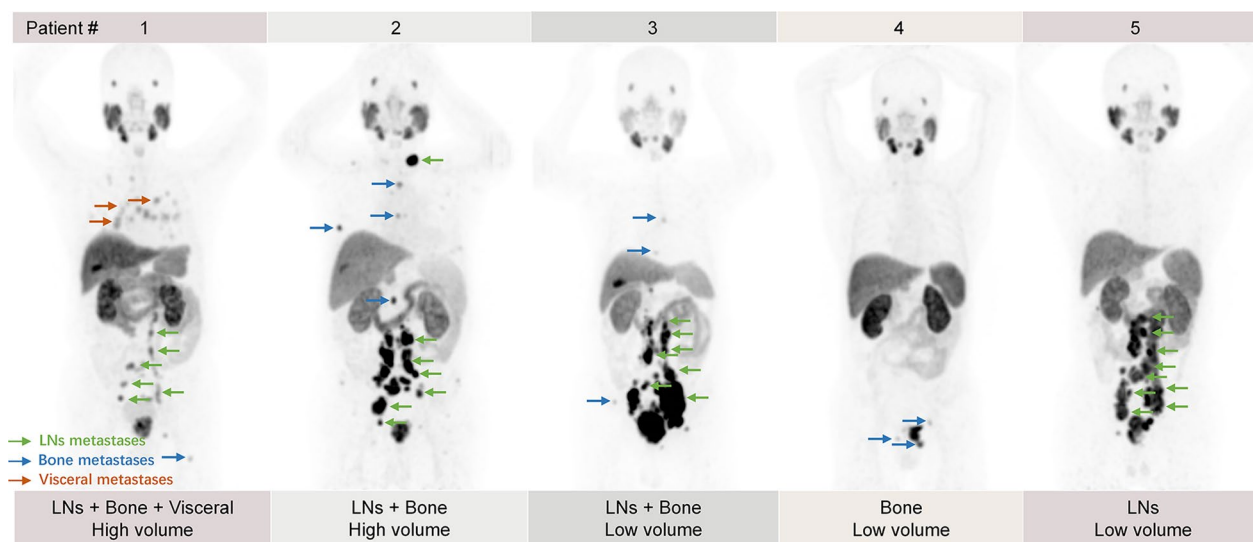 Patient # 1 2 3 4 5
LNs metastases
Bone metastases
Visceral metastases
LNs + Bone + Visceral
High volume
LNs + Bone
High volume
LNs + Bone
Low volume
Bone
Low volume
LNs
Low volume